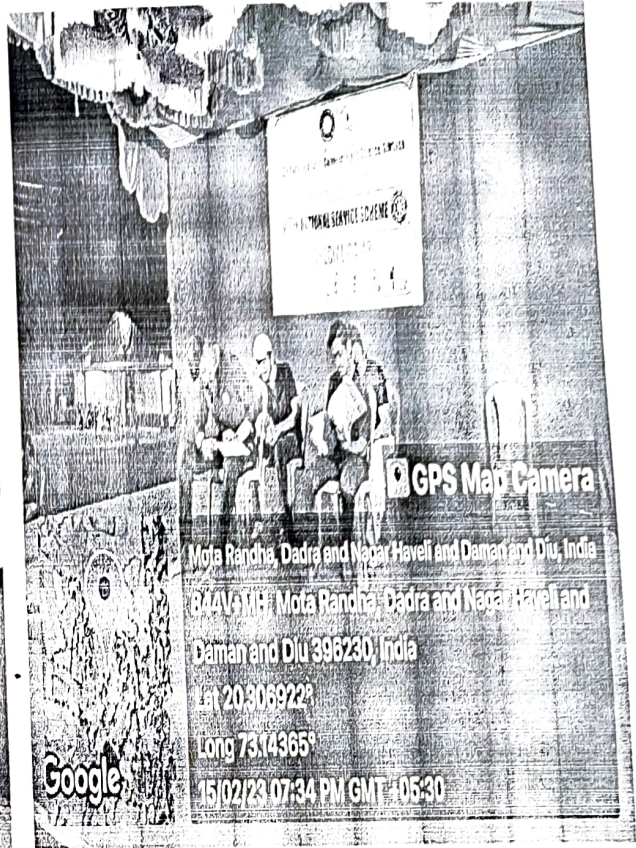 NATIONAL SERVICE SCHEME
GPS Map Camera
Mota Randha, Dadra and Nagar Haveli and Daman and Diu, India
844V+MH, Mota Randha, Dadra and Nagar Haveli and
Daman and Diu 396230, India
Lat 20.306922°
Long 73.14365°
15/02/23 07:34 PM GMT +05:30
Google